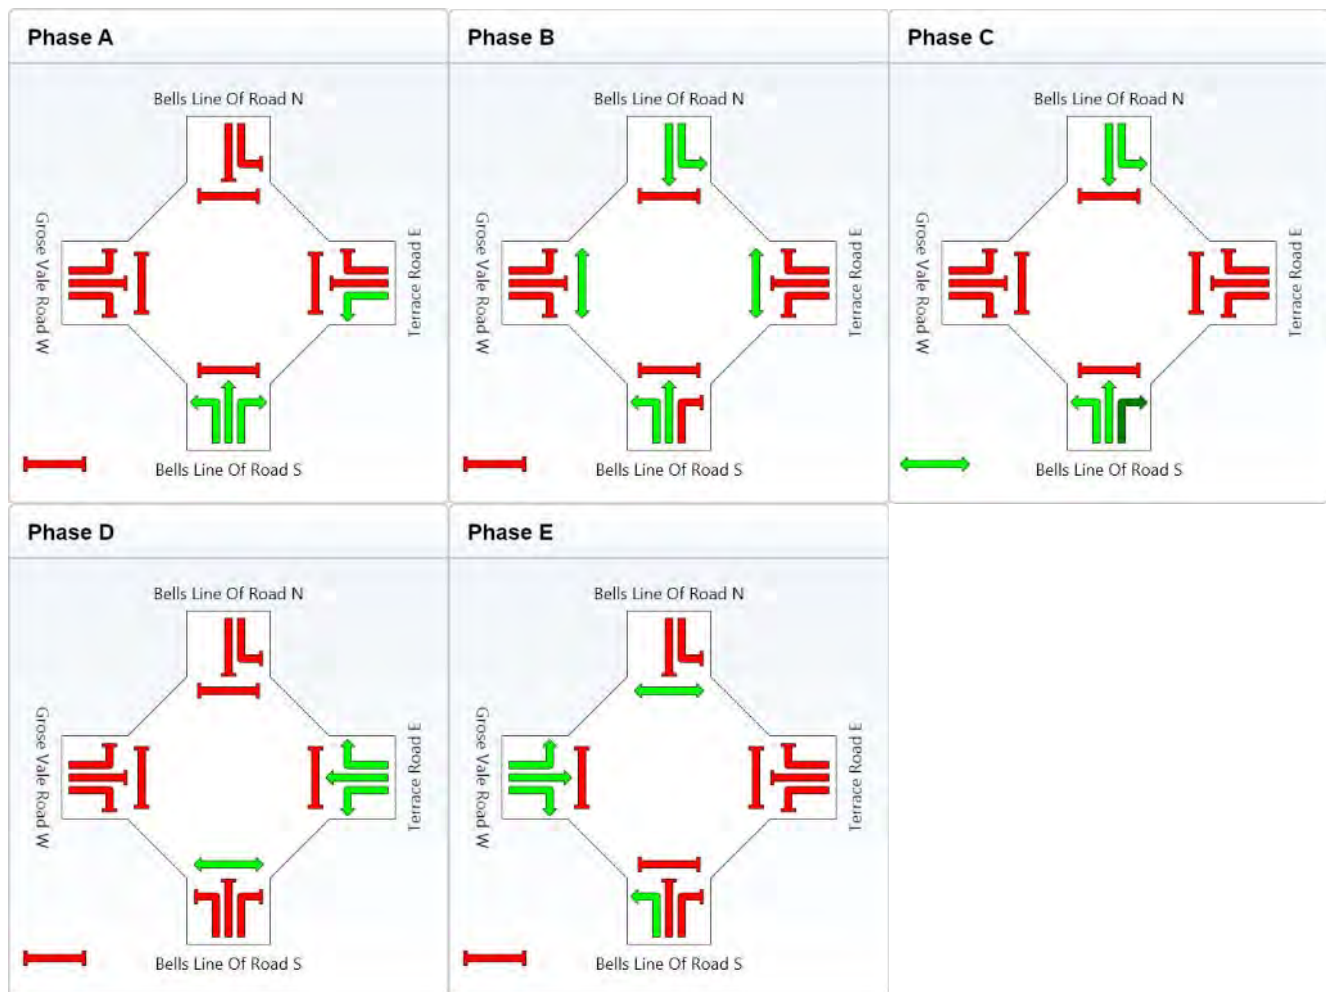 Phase A
Bells Line Of Road N
Grose Vale Road W
Terrace Road E
Bells Line Of Road S
Phase B
Bells Line Of Road N
Grose Vale Road W
Terrace Road E
Bells Line Of Road S
Phase C
Bells Line Of Road N
Grose Vale Road W
Terrace Road E
Bells Line Of Road S
Phase D
Bells Line Of Road N
Grose Vale Road W
Terrace Road E
Bells Line Of Road S
Phase E
Bells Line Of Road N
Grose Vale Road W
Terrace Road E
Bells Line Of Road S